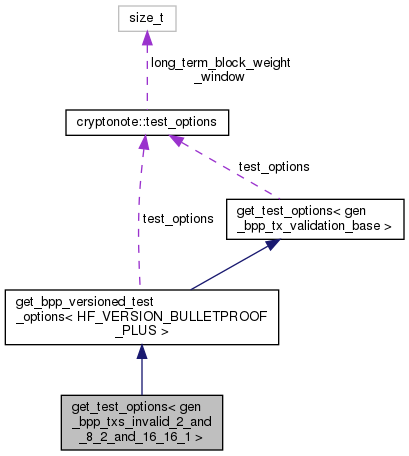 size_t
long_term_block_weight
_window
cryptonote::test_options
test_options
test_options
get_test_options< gen
_bpp_tx_validation_base >
get_bpp_versioned_test
_options< HF_VERSION_BULLETPROOF
_PLUS >
get_test_options< gen
_bpp_txs_invalid_2_and
_8_2_and_16_16_1 >